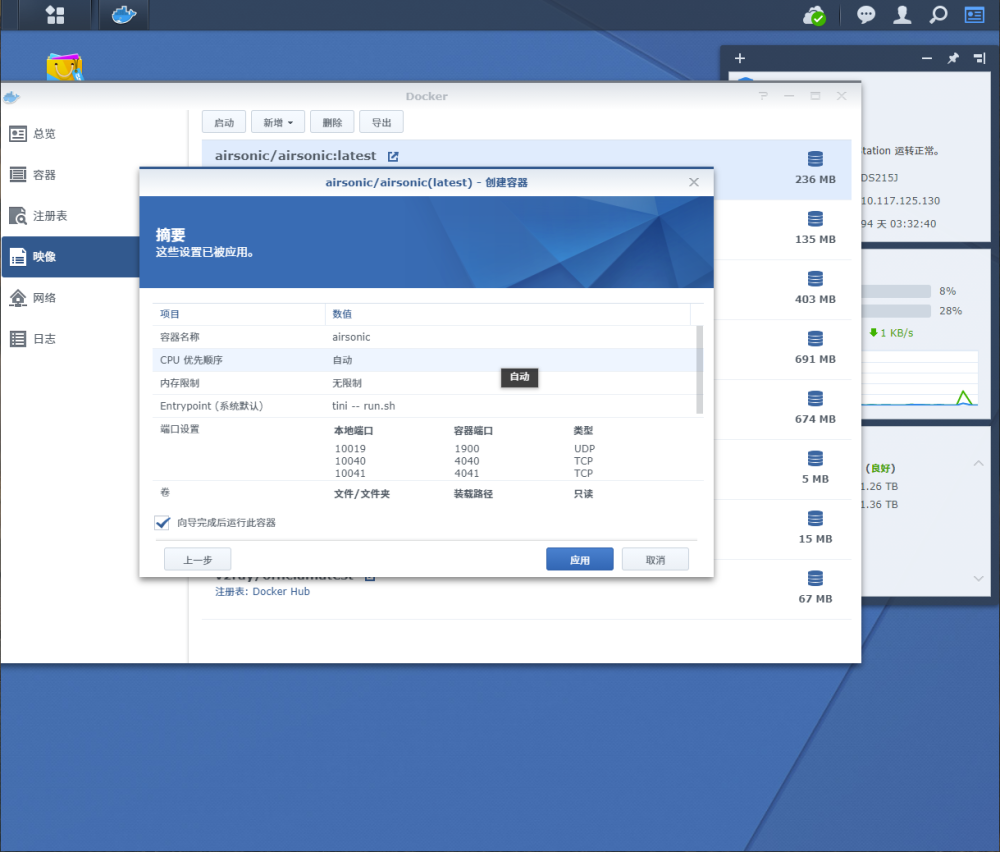 Docker
启动 新增 删除 导出
总览
容器
注册表
映像
网络
日志
airsonic/airsonic:latest
236 MB
135 MB
403 MB
691 MB
674 MB
5 MB
15 MB
67 MB
注册表: Docker Hub
airsonic/airsonic(latest) - 创建容器
摘要
这些设置已被应用。
项目 数值
容器名称 airsonic
CPU 优先顺序 自动
内存限制 无限制
自动
Entrypoint (系统默认) tini -- run.sh
端口设置 本地端口 容器端口 类型
10019 1900 UDP
10040 4040 TCP
10041 4041 TCP
卷 文件/文件夹 装载路径 只读
向导完成后运行此容器
上一步 应用 取消
tation 运转正常。
DS215J
10.117.125.130
94 天 03:32:40
8%
28%
1 KB/s
(良好)
1.26 TB
1.36 TB